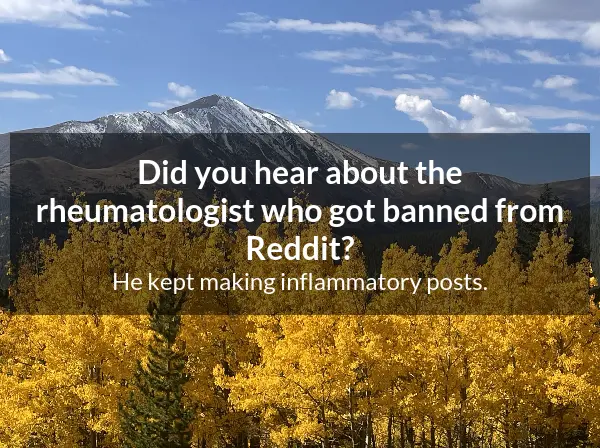 Did you hear about the
rheumatologist who got banned from
Reddit?
He kept making inflammatory posts.